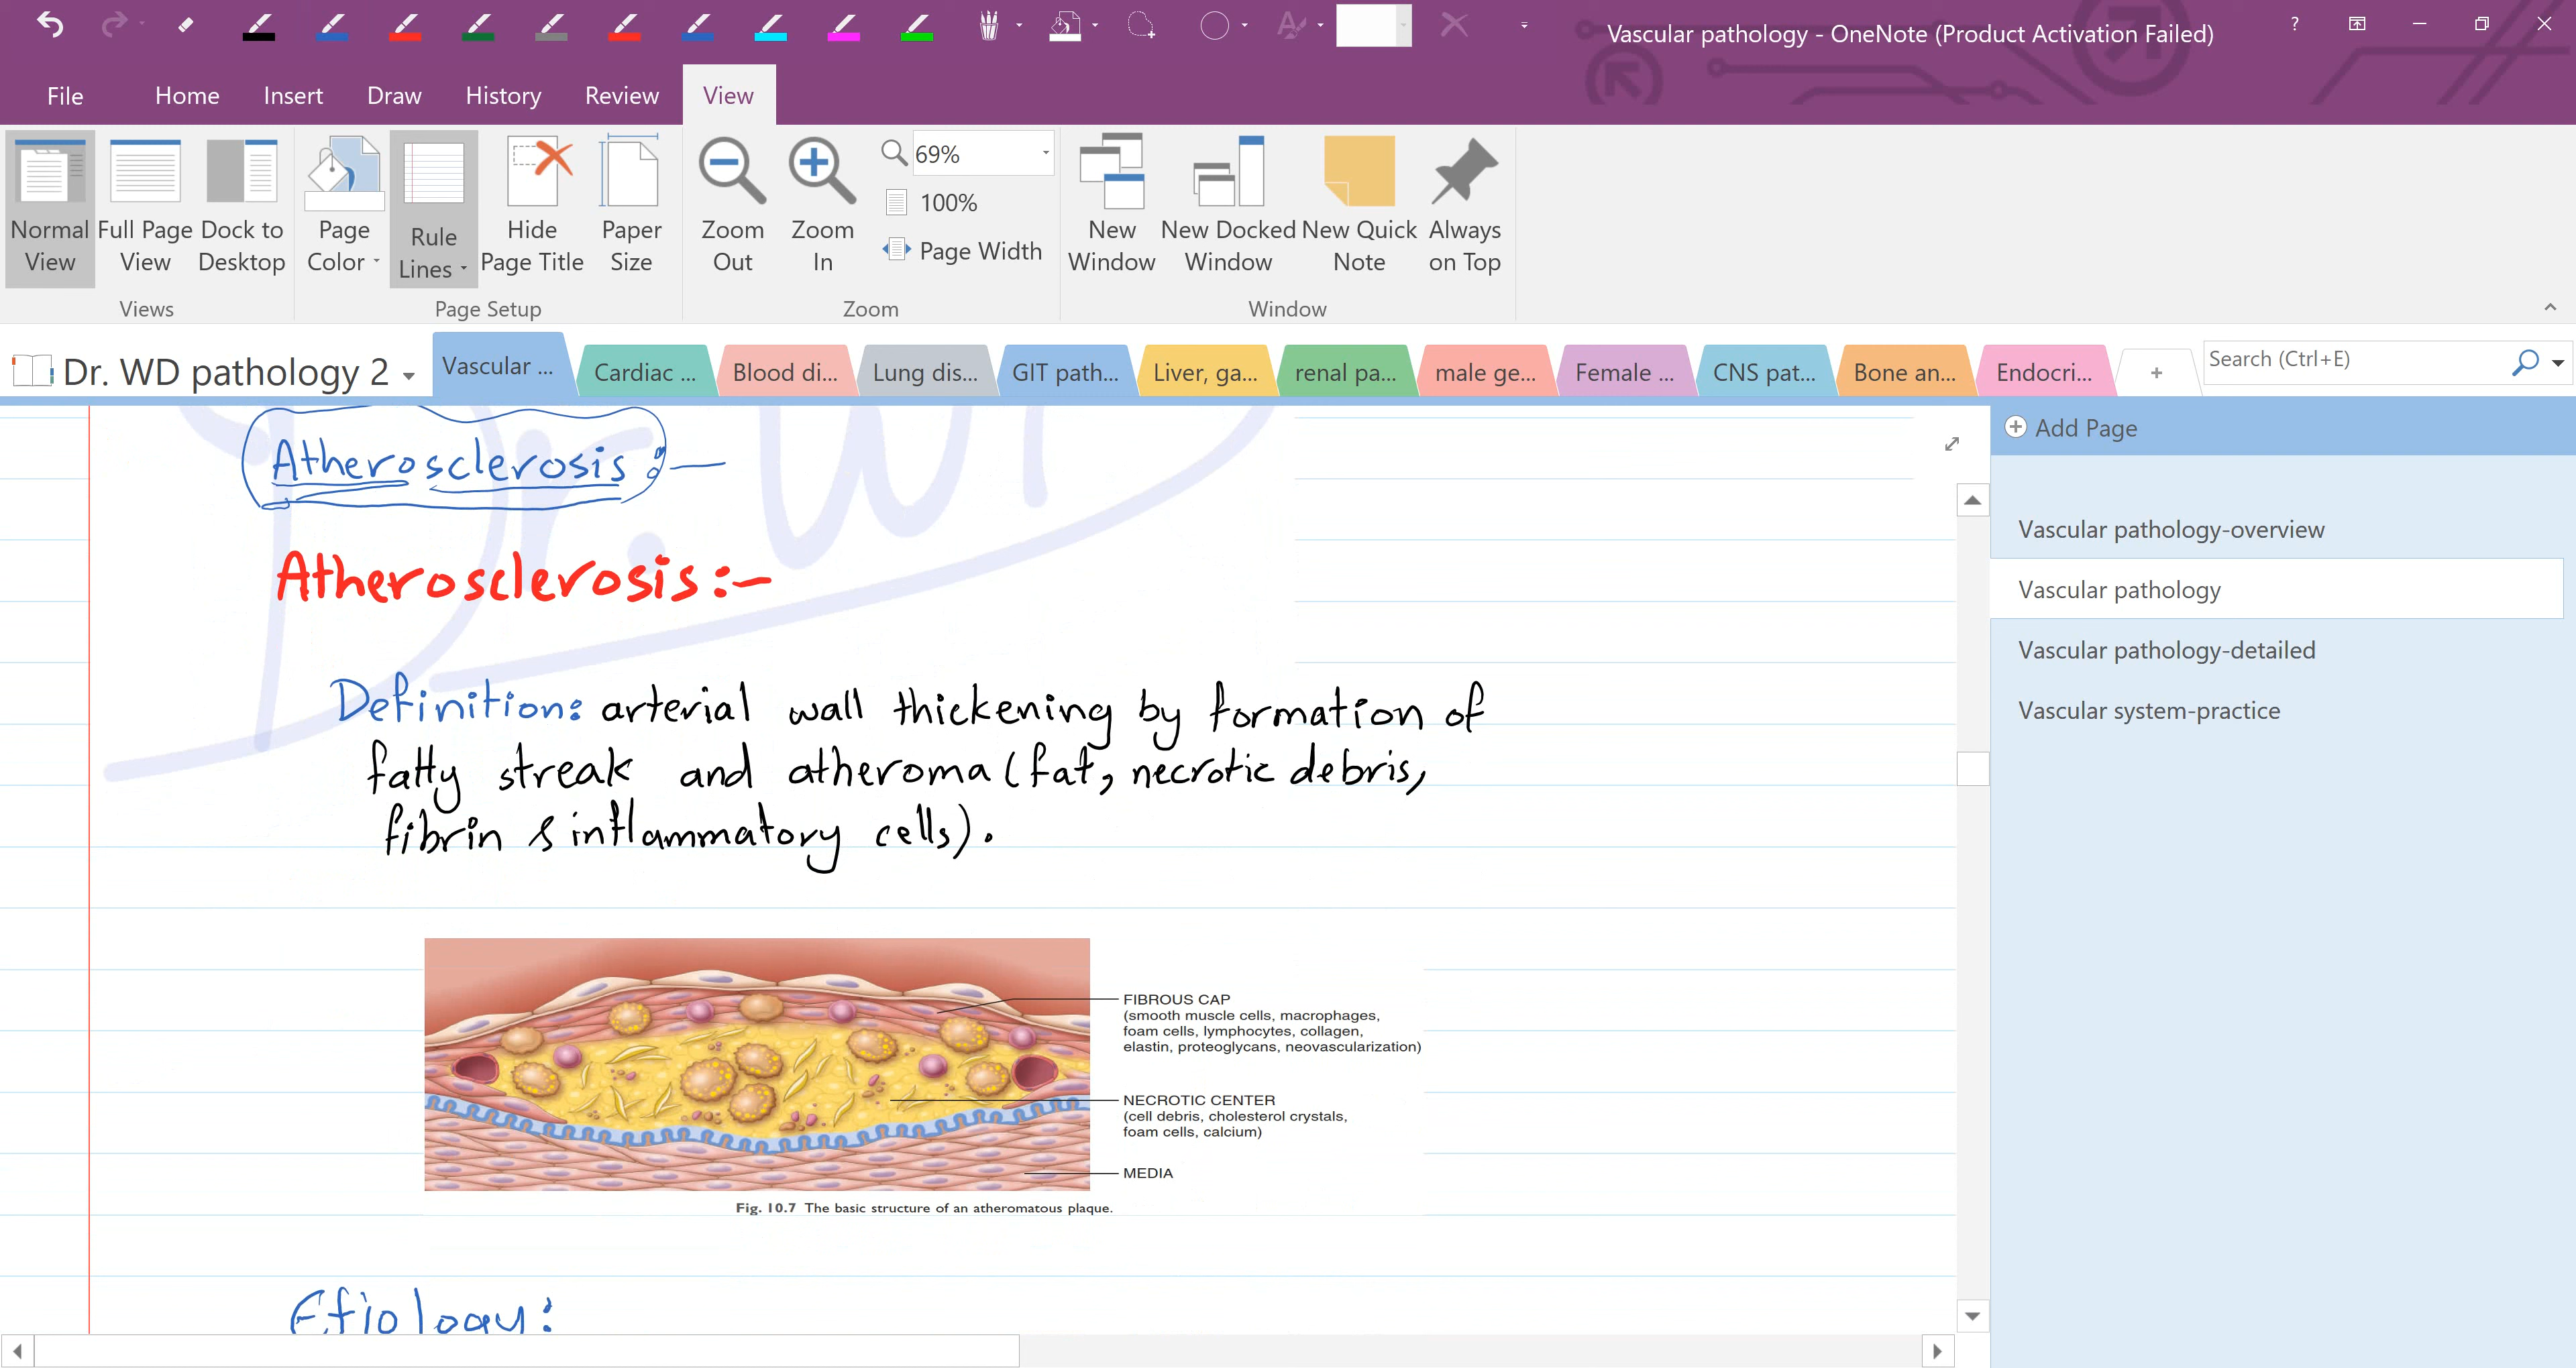 Vascular pathology - OneNote (Product Activation Failed)
?
File Home Insert Draw History Review View
Normal View
Full Page View
Dock to Desktop
Page Color
Rule Lines
Hide Page Title
Paper Size
Zoom Out
Zoom In
69%
100%
Page Width
New Window
New Docked Window
New Quick Note
Always on Top
Views
Page Setup
Zoom
Window
Dr. WD pathology 2
Vascular ...
Cardiac ...
Blood di...
Lung dis...
GIT path...
Liver, ga...
renal pa...
male ge...
Female ...
CNS pat...
Bone an...
Endocri...
+
Search (Ctrl+E)
Add Page
Vascular pathology-overview
Vascular pathology
Vascular pathology-detailed
Vascular system-practice
Atherosclerosis:-
Atherosclerosis:-
Definition: arterial wall thickening by formation of
fatty streak and atheroma (fat, necrotic debris,
fibrin & inflammatory cells).
FIBROUS CAP
(smooth muscle cells, macrophages,
foam cells, lymphocytes, collagen,
elastin, proteoglycans, neovascularization)
NECROTIC CENTER
(cell debris, cholesterol crystals,
foam cells, calcium)
MEDIA
Fig. 10.7 The basic structure of an atheromatous plaque.
Etiology: